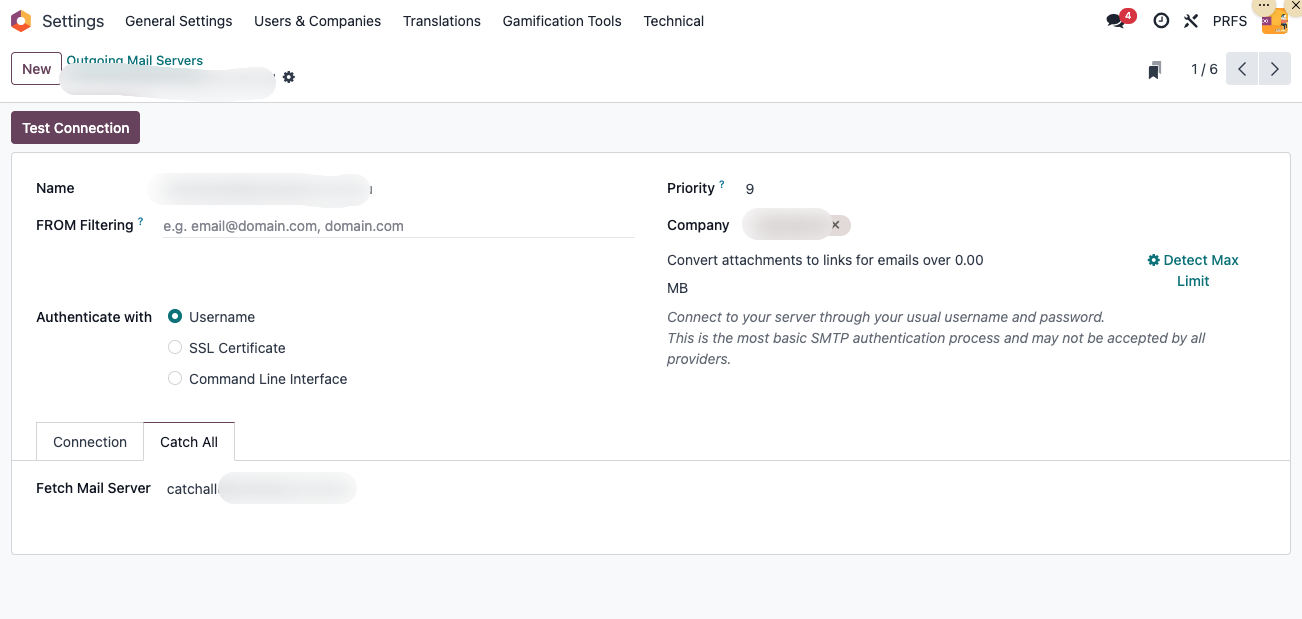 Settings General Settings Users & Companies Translations Gamification Tools Technical 4 PRFS
New Outgoing Mail Servers 1 / 6
Test Connection
Name Priority ? 9
FROM Filtering ? e.g. email@domain.com, domain.com Company
Convert attachments to links for emails over 0.00 MB
Detect Max Limit
Authenticate with Username
SSL Certificate
Command Line Interface
Connect to your server through your usual username and password.
This is the most basic SMTP authentication process and may not be accepted by all
providers.
Connection Catch All
Fetch Mail Server catchall